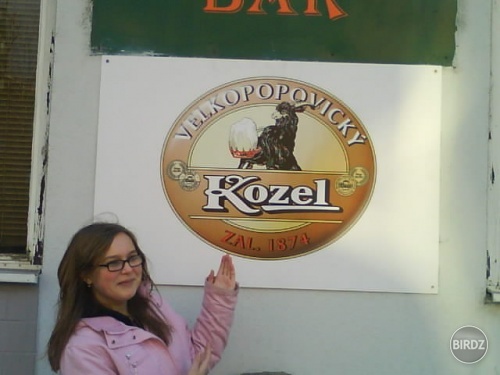 BAR
VELKOPOPOVICKÝ
Kozel
ZAL. 1874
BIRDZ